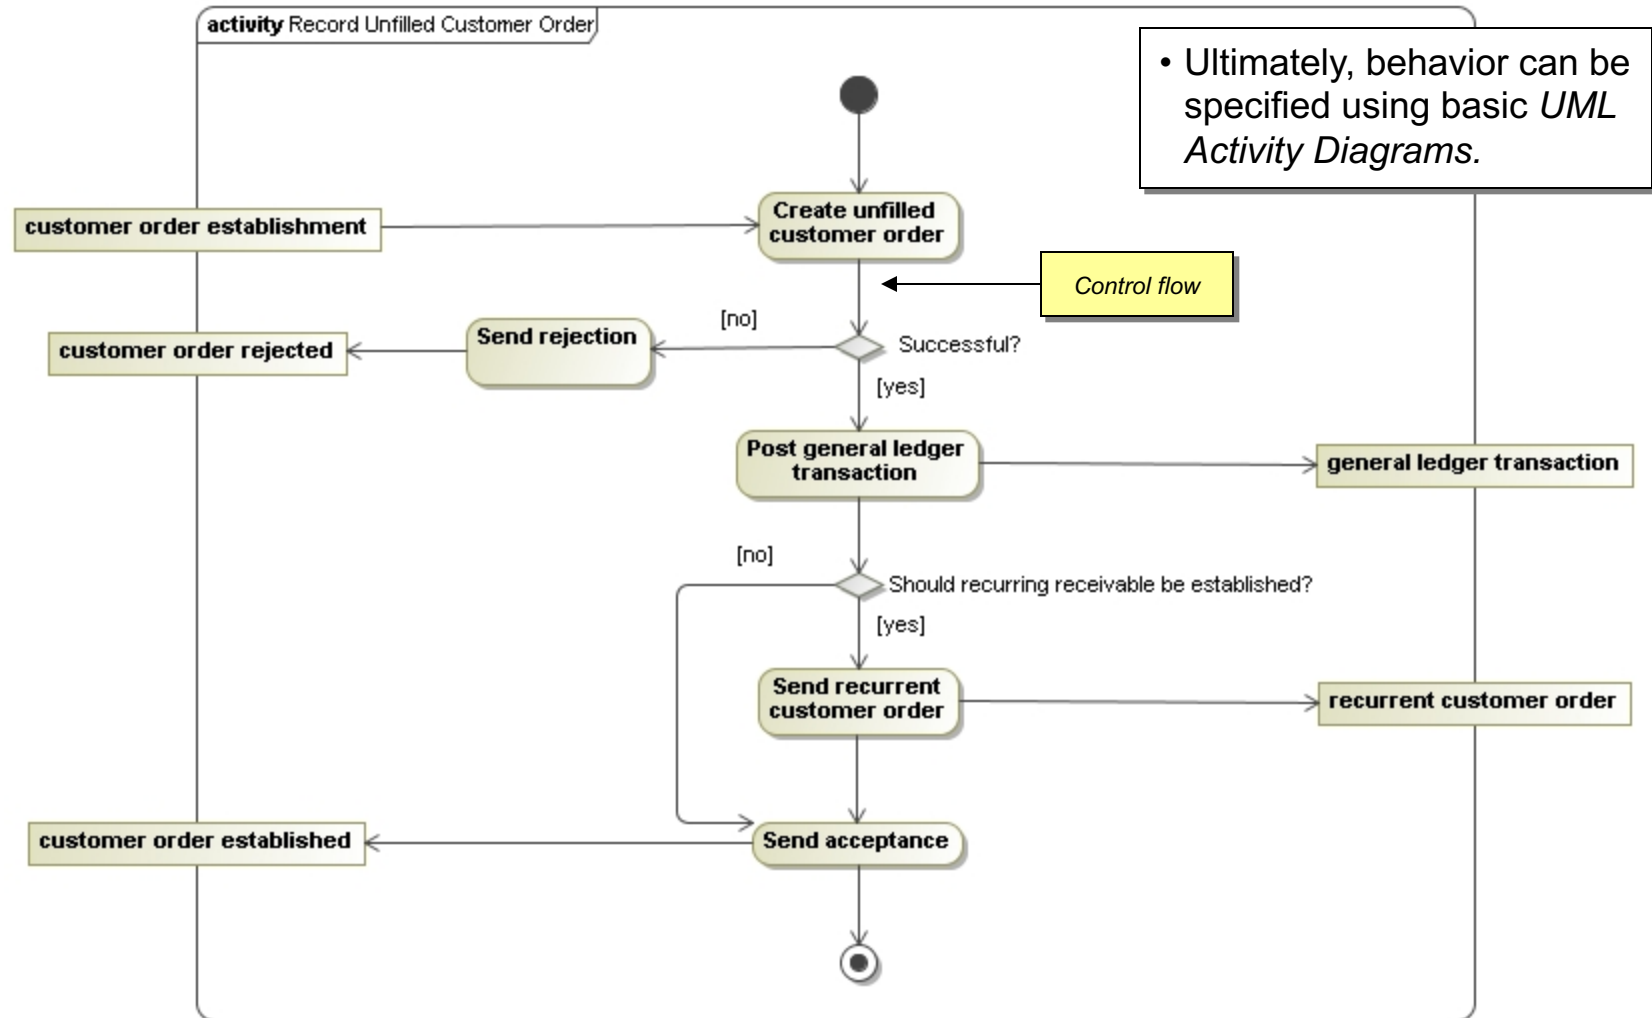 activity Record Unfilled Customer Order
• Ultimately, behavior can be
specified using basic UML
Activity Diagrams.
Create unfilled
customer order
customer order establishment
Control flow
[no]
Successful?
Send rejection
customer order rejected
[yes]
Post general ledger
transaction
general ledger transaction
[no]
Should recurring receivable be established?
[yes]
Send recurrent
customer order
recurrent customer order
customer order established
Send acceptance